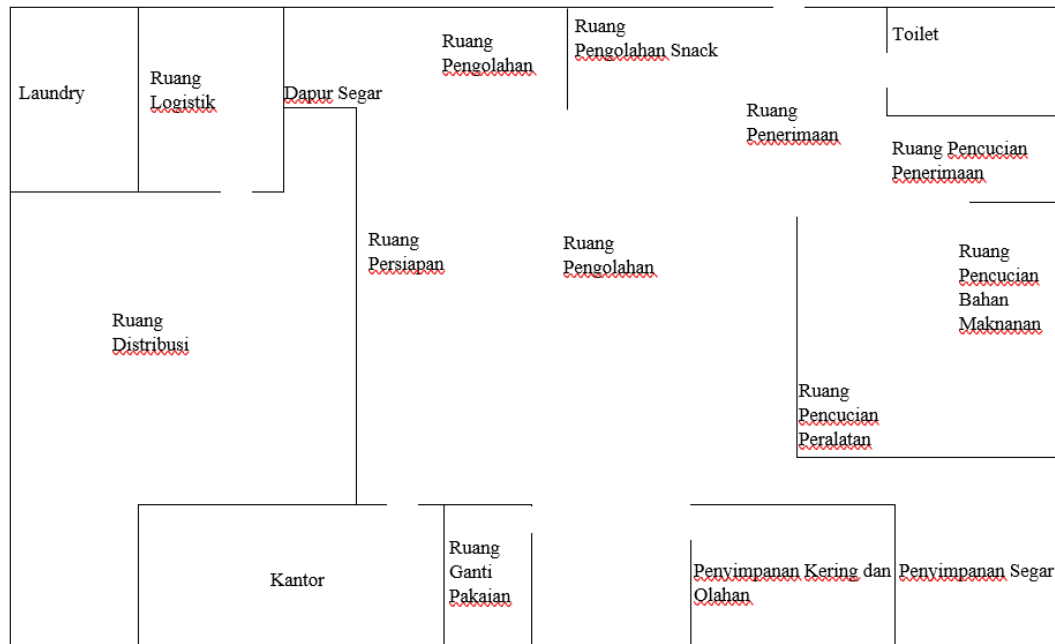 Laundry
Ruang
Logistik
Dapur Segar
Ruang
Pengolahan
Ruang
Pengolahan Snack
Toilet
Ruang
Penerimaan
Ruang Pencucian
Penerimaan
Ruang
Persiapan
Ruang
Pengolahan
Ruang
Pencucian
Bahan
Maknanan
Ruang
Distribusi
Ruang
Pencucian
Peralatan
Kantor
Ruang
Ganti
Pakaian
Penyimpanan Kering dan
Olahan
Penyimpanan Segar